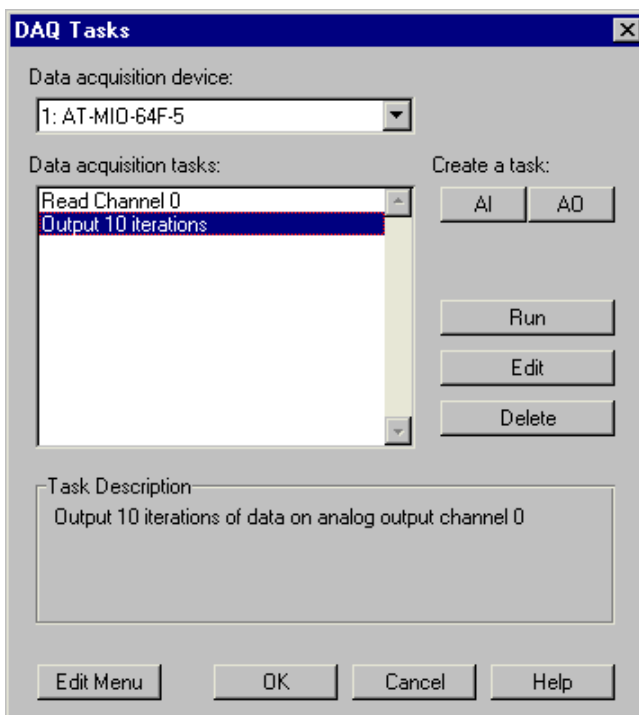 DAQ Tasks
Data acquisition device:
1: AT-MIO-64F-5
Data acquisition tasks:
Create a task:
Read Channel 0
Output 10 iterations
AI
AO
Run
Edit
Delete
Task Description
Output 10 iterations of data on analog output channel 0
Edit Menu
OK
Cancel
Help